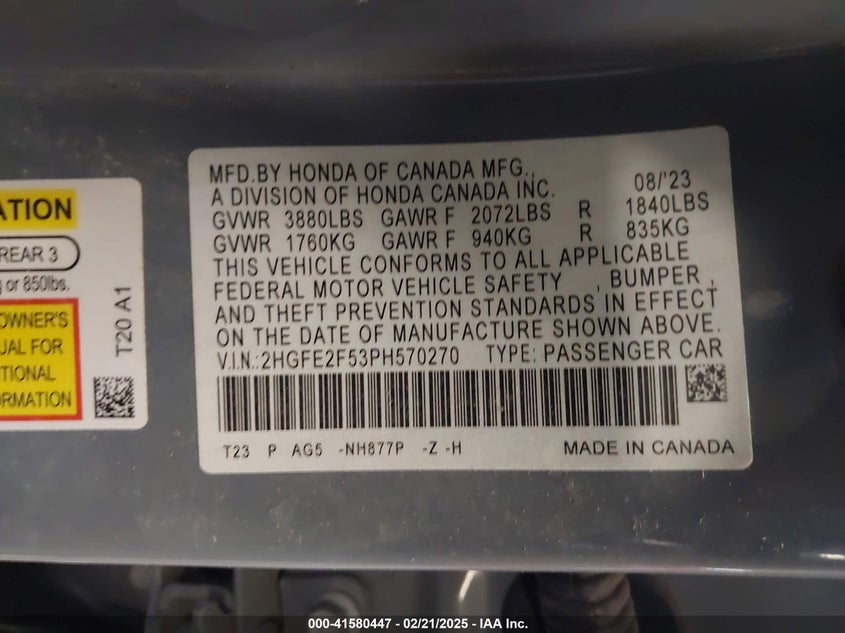 ATION
REAR 3
g or 850lbs.
OWNER'S
UAL FOR
ITIONAL
ORMATION
T20 A1
MFD.BY HONDA OF CANADA MFG., 08/'23
A DIVISION OF HONDA CANADA INC.
GVWR 3880LBS GAWR F 2072LBS R 1840LBS
GVWR 1760KG GAWR F 940KG R 835KG
THIS VEHICLE CONFORMS TO ALL APPLICABLE
FEDERAL MOTOR VEHICLE SAFETY , BUMPER ,
AND THEFT PREVENTION STANDARDS IN EFFECT
ON THE DATE OF MANUFACTURE SHOWN ABOVE.
V.I.N.:2HGFE2F53PH570270 TYPE: PASSENGER CAR
T23 P AG5 -NH877P -Z -H MADE IN CANADA
000-41580447 - 02/21/2025 - IAA Inc.